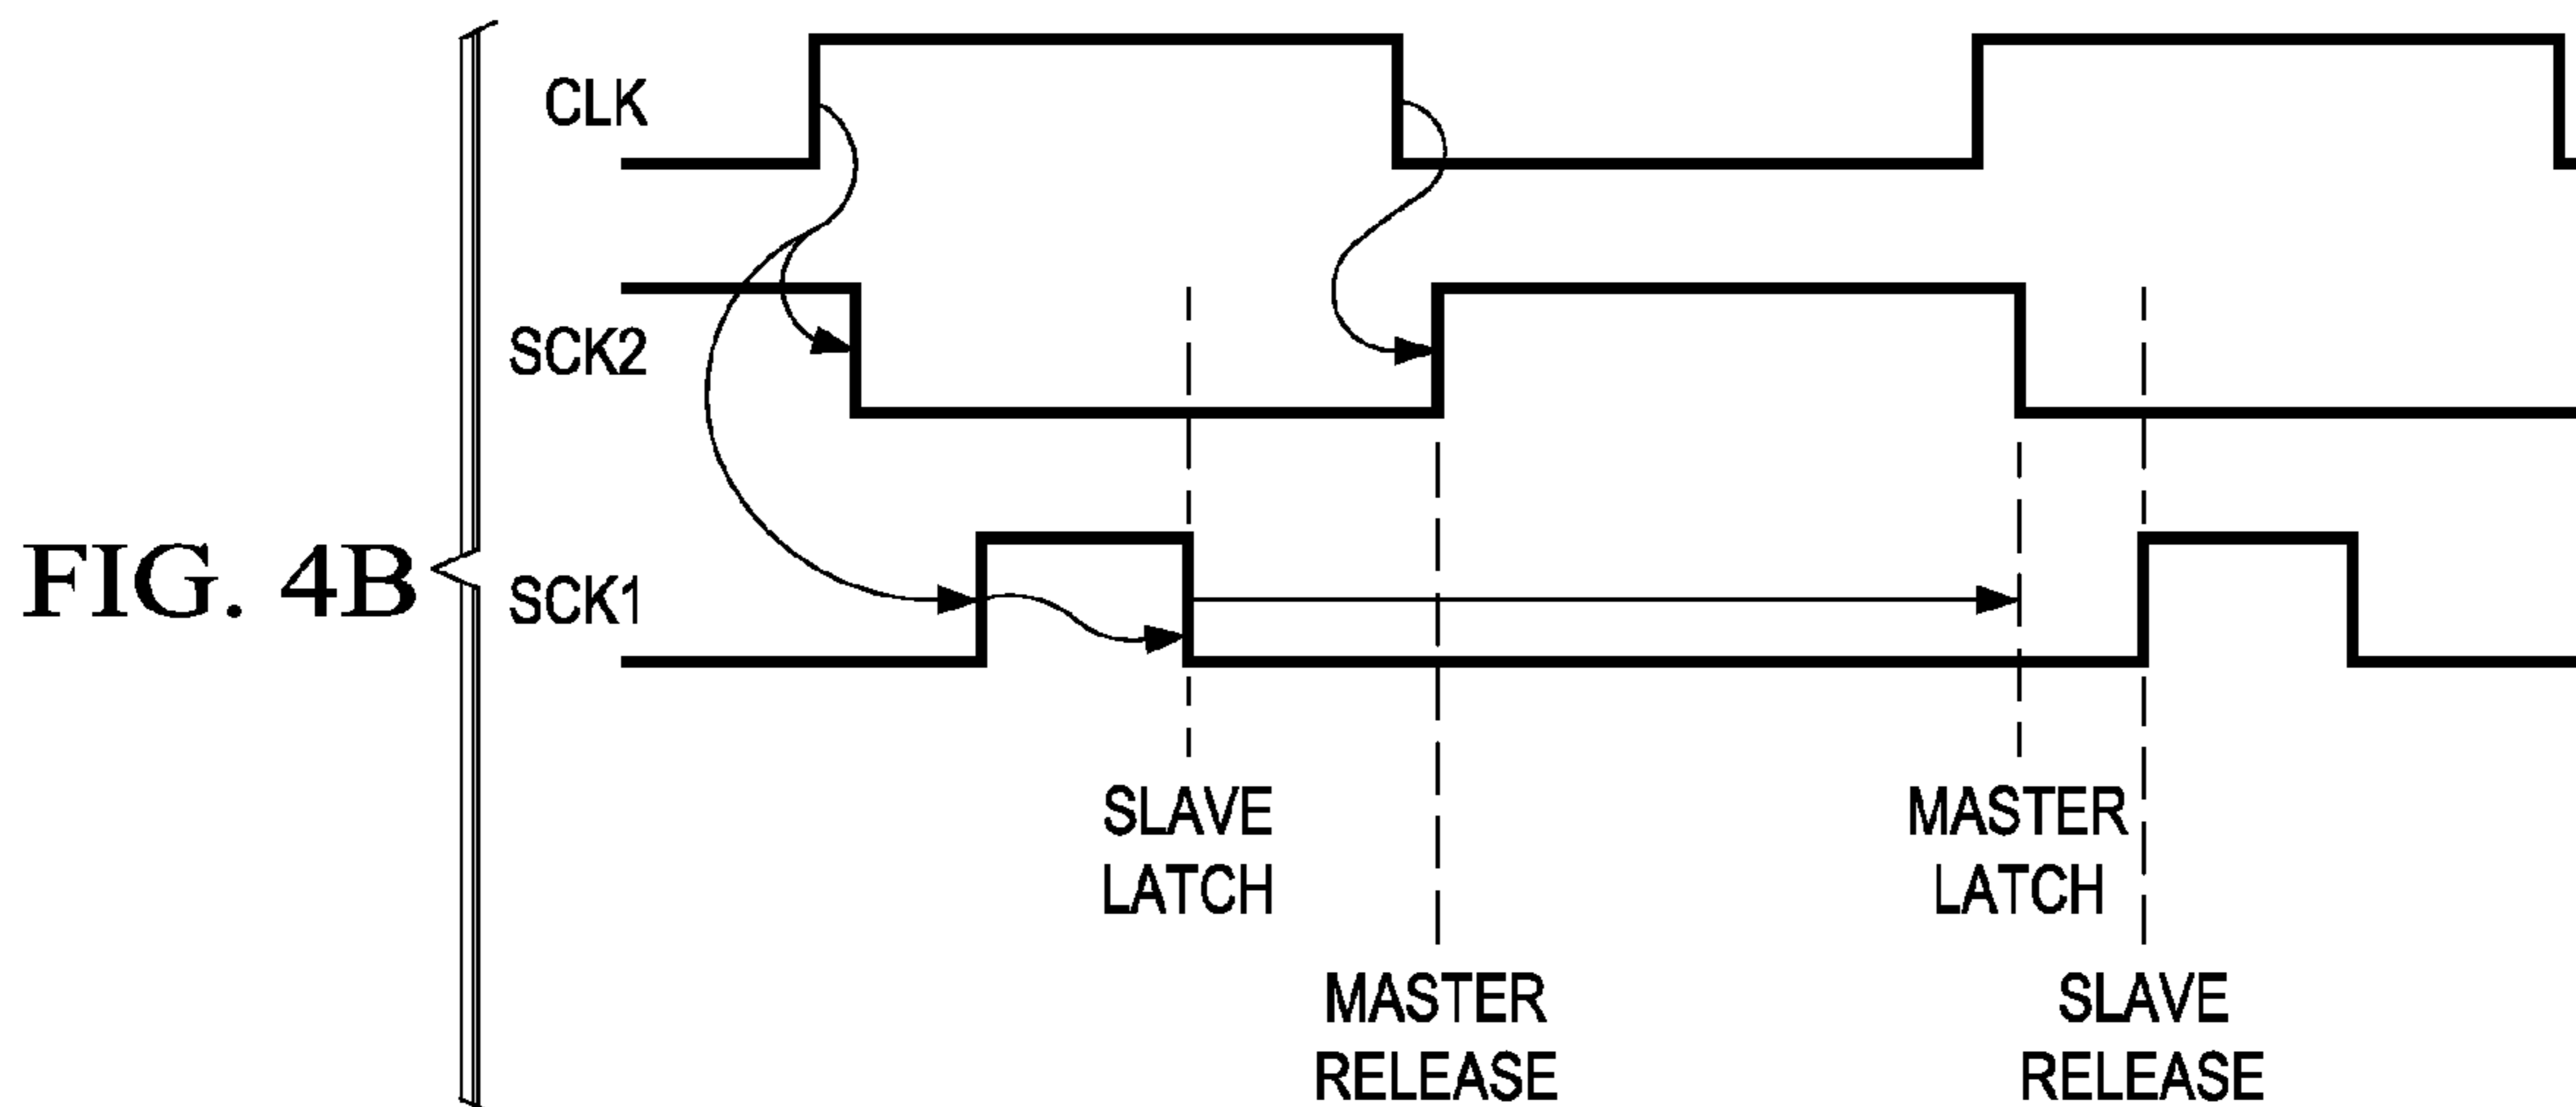 CLK
SCK2
FIG. 4B
SCK1
SLAVE
LATCH
MASTER
RELEASE
MASTER
LATCH
SLAVE
RELEASE